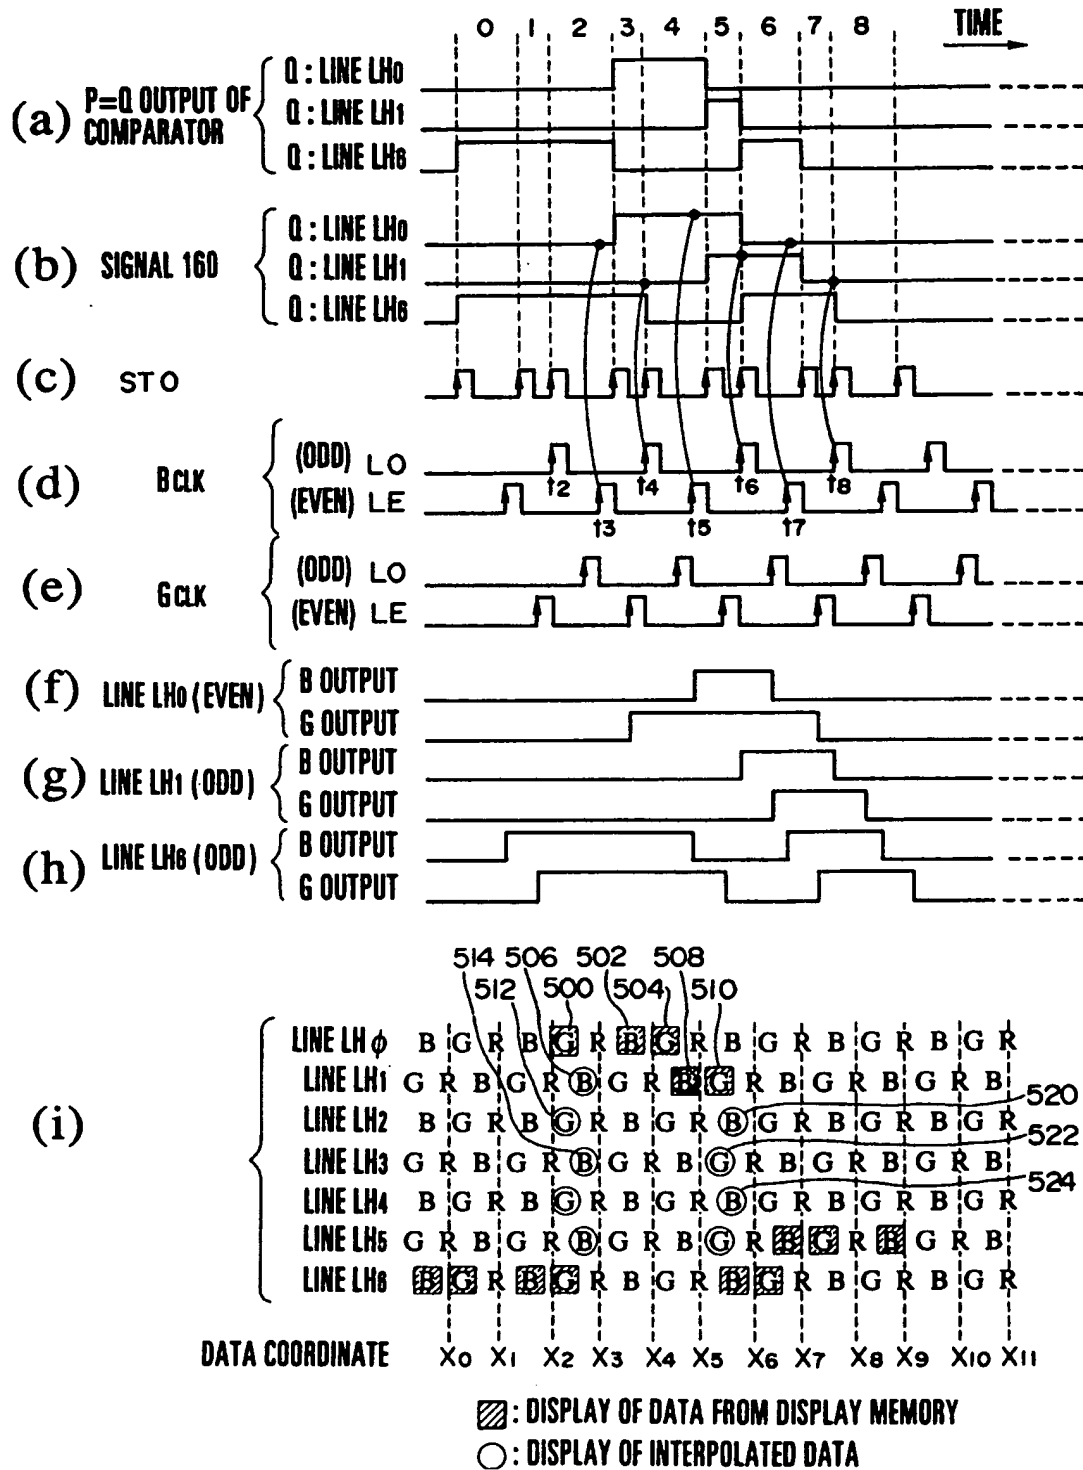 0 1 2 3 4 5 6 7 8 TIME
(a) P=Q OUTPUT OF COMPARATOR
Q : LINE LH0
Q : LINE LH1
Q : LINE LH6
(b) SIGNAL 160
Q : LINE LH0
Q : LINE LH1
Q : LINE LH6
(c) STO
(d) BCLK
(ODD) LO
t2 t4 t6 t8
(EVEN) LE
t3 t5 t7
(e) GCLK
(ODD) LO
(EVEN) LE
(f) LINE LH0 (EVEN)
B OUTPUT
G OUTPUT
(g) LINE LH1 (ODD)
B OUTPUT
G OUTPUT
(h) LINE LH6 (ODD)
B OUTPUT
G OUTPUT
514 506 502 508
512 500 504 510
(i)
LINE LH φ B G R B G R B G R B G R B G R B G R
LINE LH1 G R B G R B G R B G R B G R B G R B
520
LINE LH2 B G R B G R B G R B G R B G R B G R
522
LINE LH3 G R B G R B G R B G R B G R B G R B
524
LINE LH4 B G R B G R B G R B G R B G R B G R
LINE LH5 G R B G R B G R B G R B G R B G R B
LINE LH6 B G R B G R B G R B G R B G R B G R
DATA COORDINATE X0 X1 X2 X3 X4 X5 X6 X7 X8 X9 X10 X11
: DISPLAY OF DATA FROM DISPLAY MEMORY
: DISPLAY OF INTERPOLATED DATA